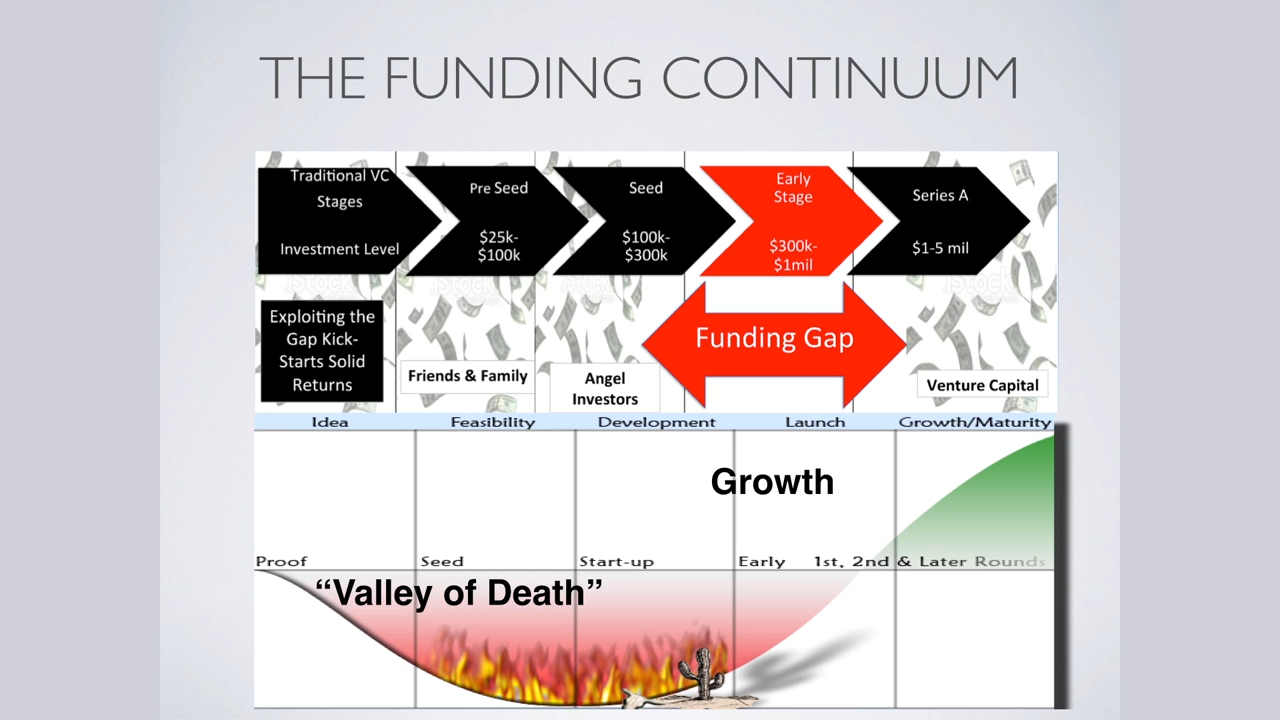 THE FUNDING CONTINUUM
Traditional VC
Stages
Investment Level
Pre Seed
$25k-
$100k
Seed
$100k-
$300k
Early
Stage
$300k-
$1mil
Series A
$1-5 mil
Exploiting the
Gap Kick-
Starts Solid
Returns
Friends & Family
Angel
Investors
Funding Gap
Venture Capital
Idea
Feasibility
Development
Launch
Growth/Maturity
Growth
Proof
Seed
Start-up
Early
1st, 2nd & Later Rounds
“Valley of Death”